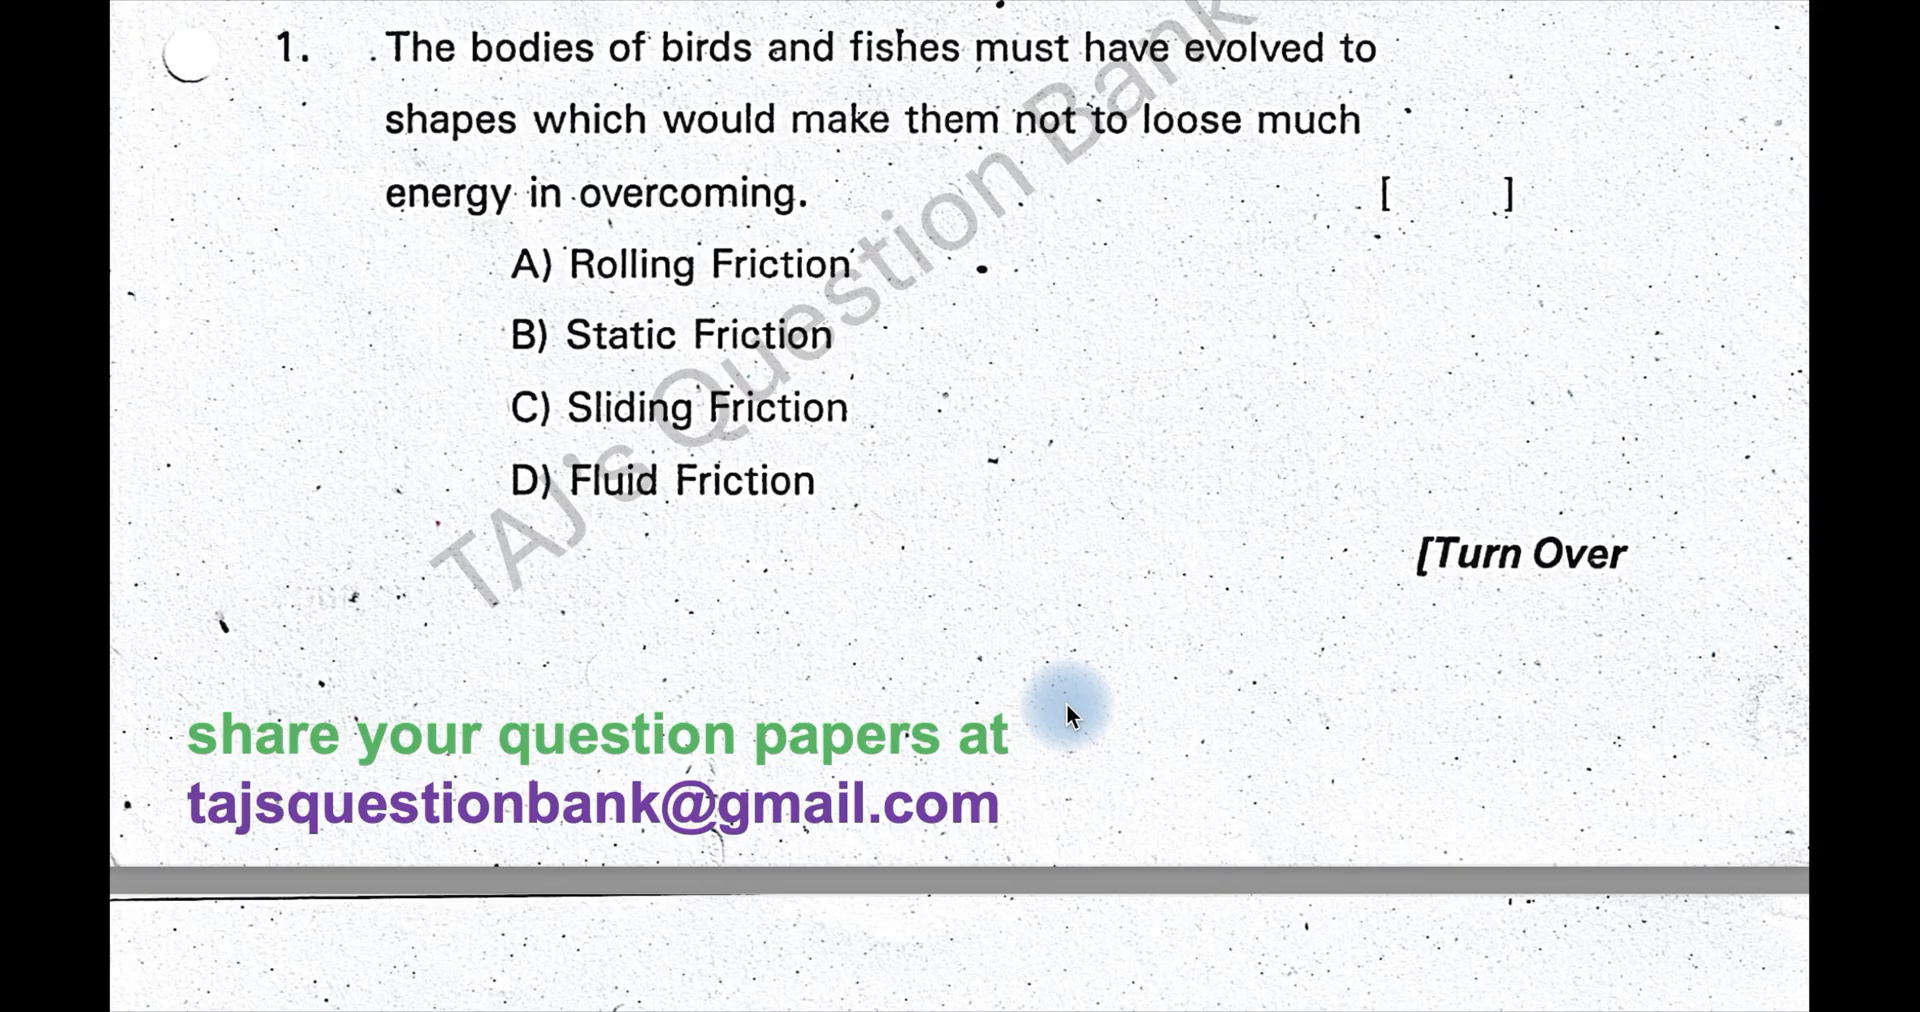 1. The bodies of birds and fishes must have evolved to
shapes which would make them not to loose much
energy in overcoming. [ ]
A) Rolling Friction
B) Static Friction
C) Sliding Friction
D) Fluid Friction
[Turn Over
TAJ's Question Bank
share your question papers at
tajsquestionbank@gmail.com